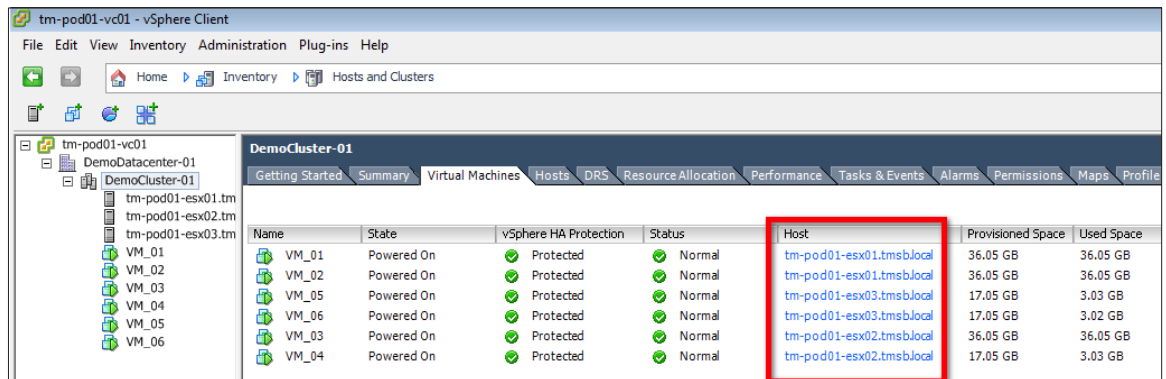 tm-pod01-vc01 - vSphere Client
File Edit View Inventory Administration Plug-ins Help
Home Inventory Hosts and Clusters
tm-pod01-vc01
DemoDatacenter-01
DemoCluster-01
tm-pod01-esx01.tm
tm-pod01-esx02.tm
tm-pod01-esx03.tm
VM_01
VM_02
VM_03
VM_04
VM_05
VM_06
DemoCluster-01
Getting Started Summary Virtual Machines Hosts DRS Resource Allocation Performance Tasks & Events Alarms Permissions Maps Profile
Name State vSphere HA Protection Status Host Provisioned Space Used Space
VM_01 Powered On Protected Normal tm-pod01-esx01.tmsb.local 36.05 GB 36.05 GB
VM_02 Powered On Protected Normal tm-pod01-esx01.tmsb.local 36.05 GB 36.05 GB
VM_05 Powered On Protected Normal tm-pod01-esx03.tmsb.local 17.05 GB 3.03 GB
VM_06 Powered On Protected Normal tm-pod01-esx03.tmsb.local 17.05 GB 3.02 GB
VM_03 Powered On Protected Normal tm-pod01-esx02.tmsb.local 36.05 GB 36.05 GB
VM_04 Powered On Protected Normal tm-pod01-esx02.tmsb.local 17.05 GB 3.03 GB